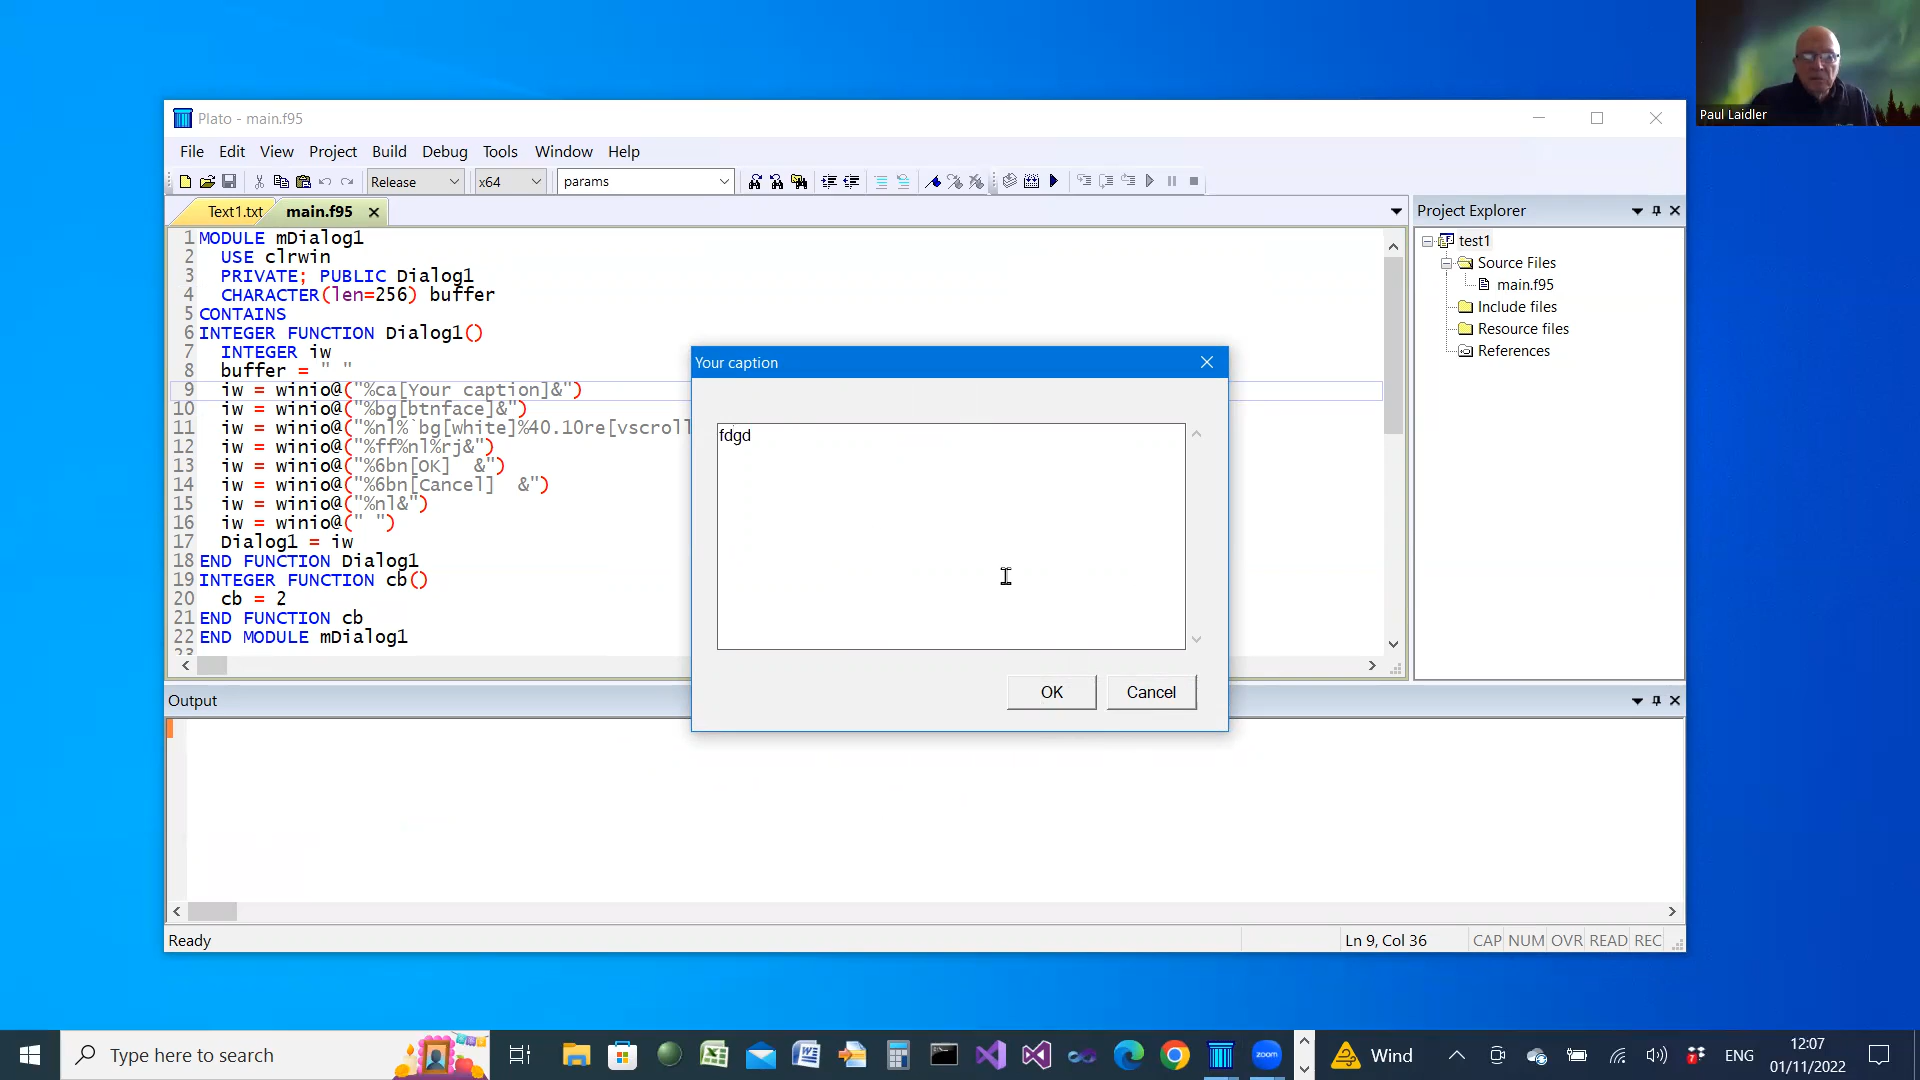 Paul Laidler
Plato - main.f95
File Edit View Project Build Debug Tools Window Help
Release x64 params
Text1.txt main.f95
Project Explorer
1 MODULE mDialog1
2 USE clrwin
3 PRIVATE; PUBLIC Dialog1
4 CHARACTER(len=256) buffer
5 CONTAINS
6 INTEGER FUNCTION Dialog1()
7 INTEGER iw
8 buffer = " "
9 iw = winio@("%ca[Your caption]&")
10 iw = winio@("%bg[btnface]&")
11 iw = winio@("%nl%`bg[white]%40.10re[vscroll
12 iw = winio@("%ff%nl%rj&")
13 iw = winio@("%6bn[OK]  &")
14 iw = winio@("%6bn[Cancel]  &")
15 iw = winio@("%nl&")
16 iw = winio@(" ")
17 Dialog1 = iw
18 END FUNCTION Dialog1
19 INTEGER FUNCTION cb()
20 cb = 2
21 END FUNCTION cb
22 END MODULE mDialog1
23
test1
Source Files
main.f95
Include files
Resource files
References
Your caption
fdgd
OK Cancel
Output
Ready Ln 9, Col 36 CAP NUM OVR READ REC
Type here to search
zoom
Wind
ENG
12:07
01/11/2022